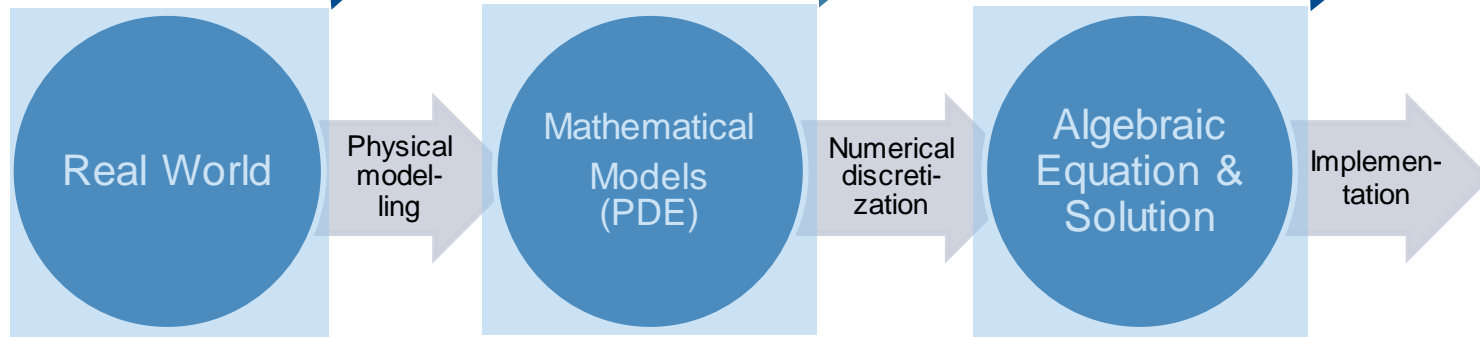 Real World
Physical
model-
ling
Mathematical
Models
(PDE)
Numerical
discreti-
zation
Algebraic
Equation &
Solution
Implemen-
tation